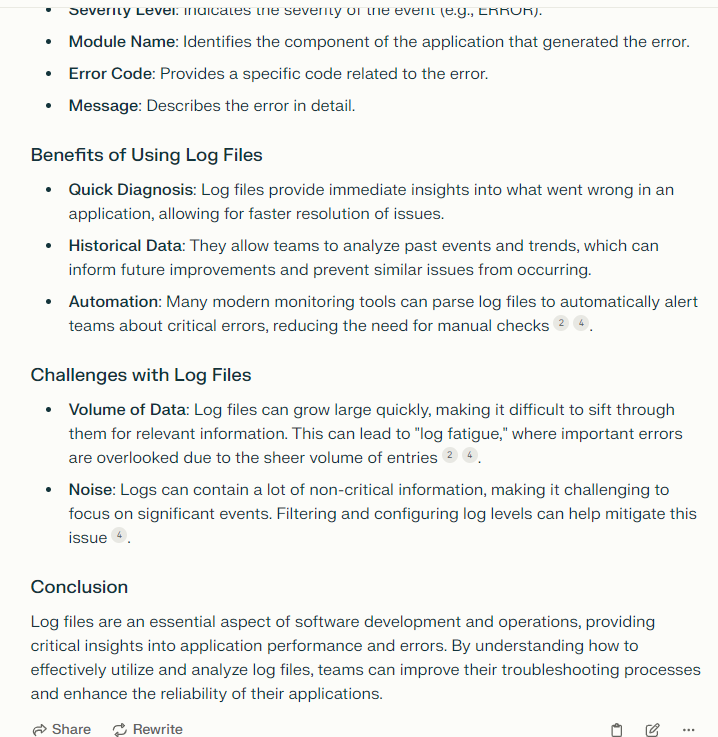 Severity Level: Indicates the severity of the event (e.g., ERROR).
Module Name: Identifies the component of the application that generated the error.
Error Code: Provides a specific code related to the error.
Message: Describes the error in detail.
Benefits of Using Log Files
Quick Diagnosis: Log files provide immediate insights into what went wrong in an
application, allowing for faster resolution of issues.
Historical Data: They allow teams to analyze past events and trends, which can
inform future improvements and prevent similar issues from occurring.
Automation: Many modern monitoring tools can parse log files to automatically alert
teams about critical errors, reducing the need for manual checks 2 4.
Challenges with Log Files
Volume of Data: Log files can grow large quickly, making it difficult to sift through
them for relevant information. This can lead to "log fatigue," where important errors
are overlooked due to the sheer volume of entries 2 4.
Noise: Logs can contain a lot of non-critical information, making it challenging to
focus on significant events. Filtering and configuring log levels can help mitigate this
issue 4.
Conclusion
Log files are an essential aspect of software development and operations, providing
critical insights into application performance and errors. By understanding how to
effectively utilize and analyze log files, teams can improve their troubleshooting processes
and enhance the reliability of their applications.
Share Rewrite